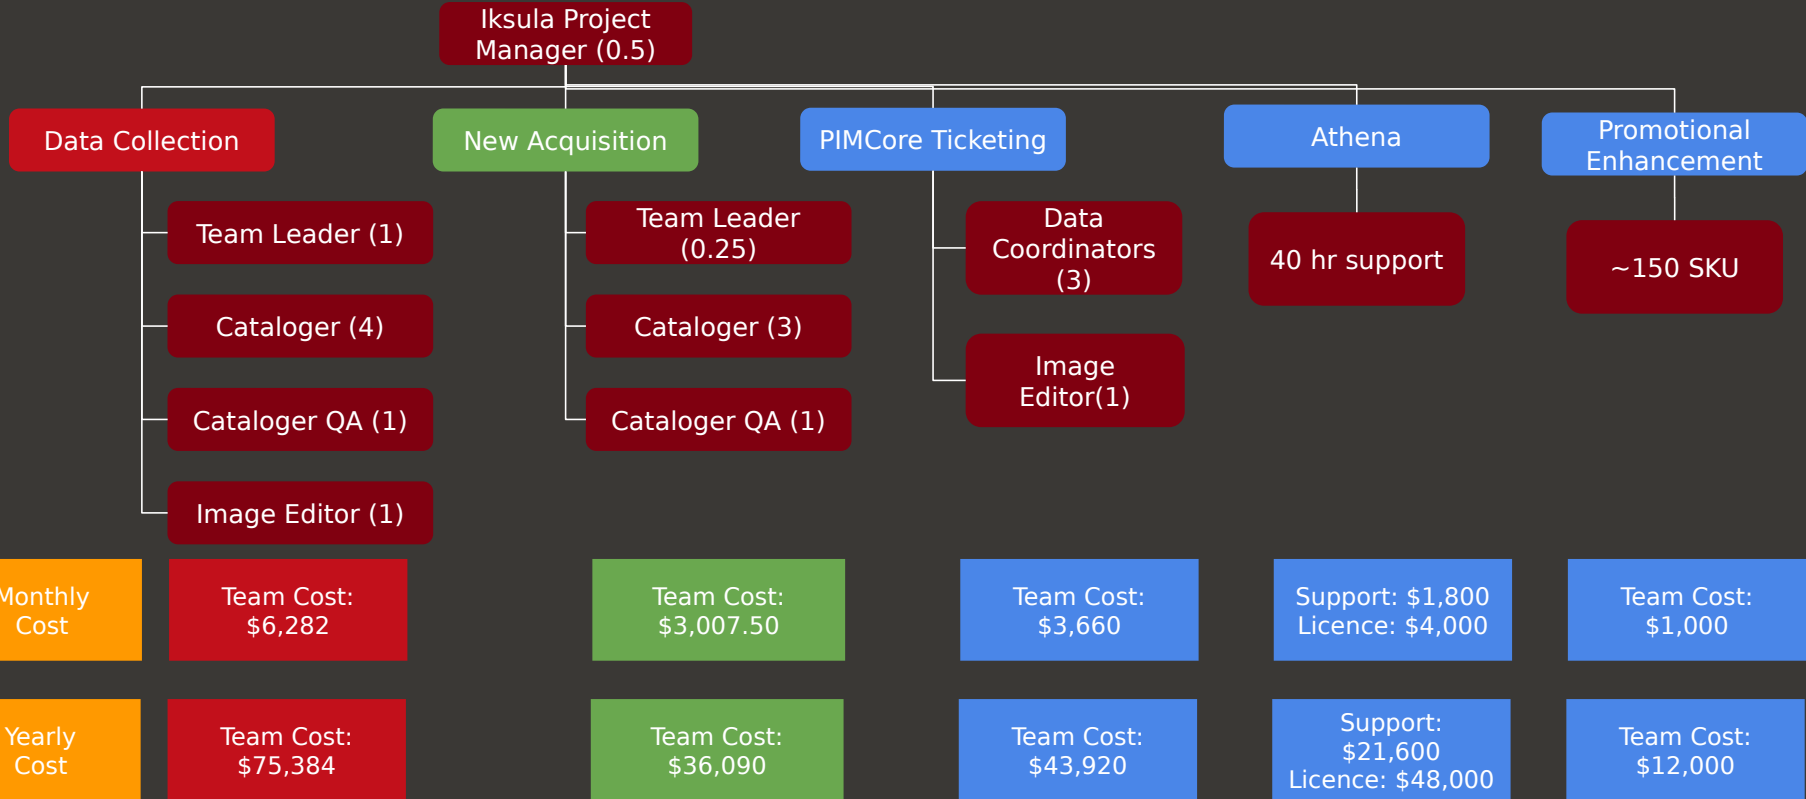 Iksula Project
Manager (0.5)
Data Collection
New Acquisition
PIMCore Ticketing
Athena
Promotional
Enhancement
Team Leader (1)
Cataloger (4)
Cataloger QA (1)
Image Editor (1)
Team Leader
(0.25)
Cataloger (3)
Cataloger QA (1)
Data
Coordinators
(3)
Image
Editor(1)
40 hr support
~150 SKU
Monthly
Cost
Team Cost:
$6,282
Team Cost:
$3,007.50
Team Cost:
$3,660
Support: $1,800
Licence: $4,000
Team Cost:
$1,000
Yearly
Cost
Team Cost:
$75,384
Team Cost:
$36,090
Team Cost:
$43,920
Support:
$21,600
Licence: $48,000
Team Cost:
$12,000